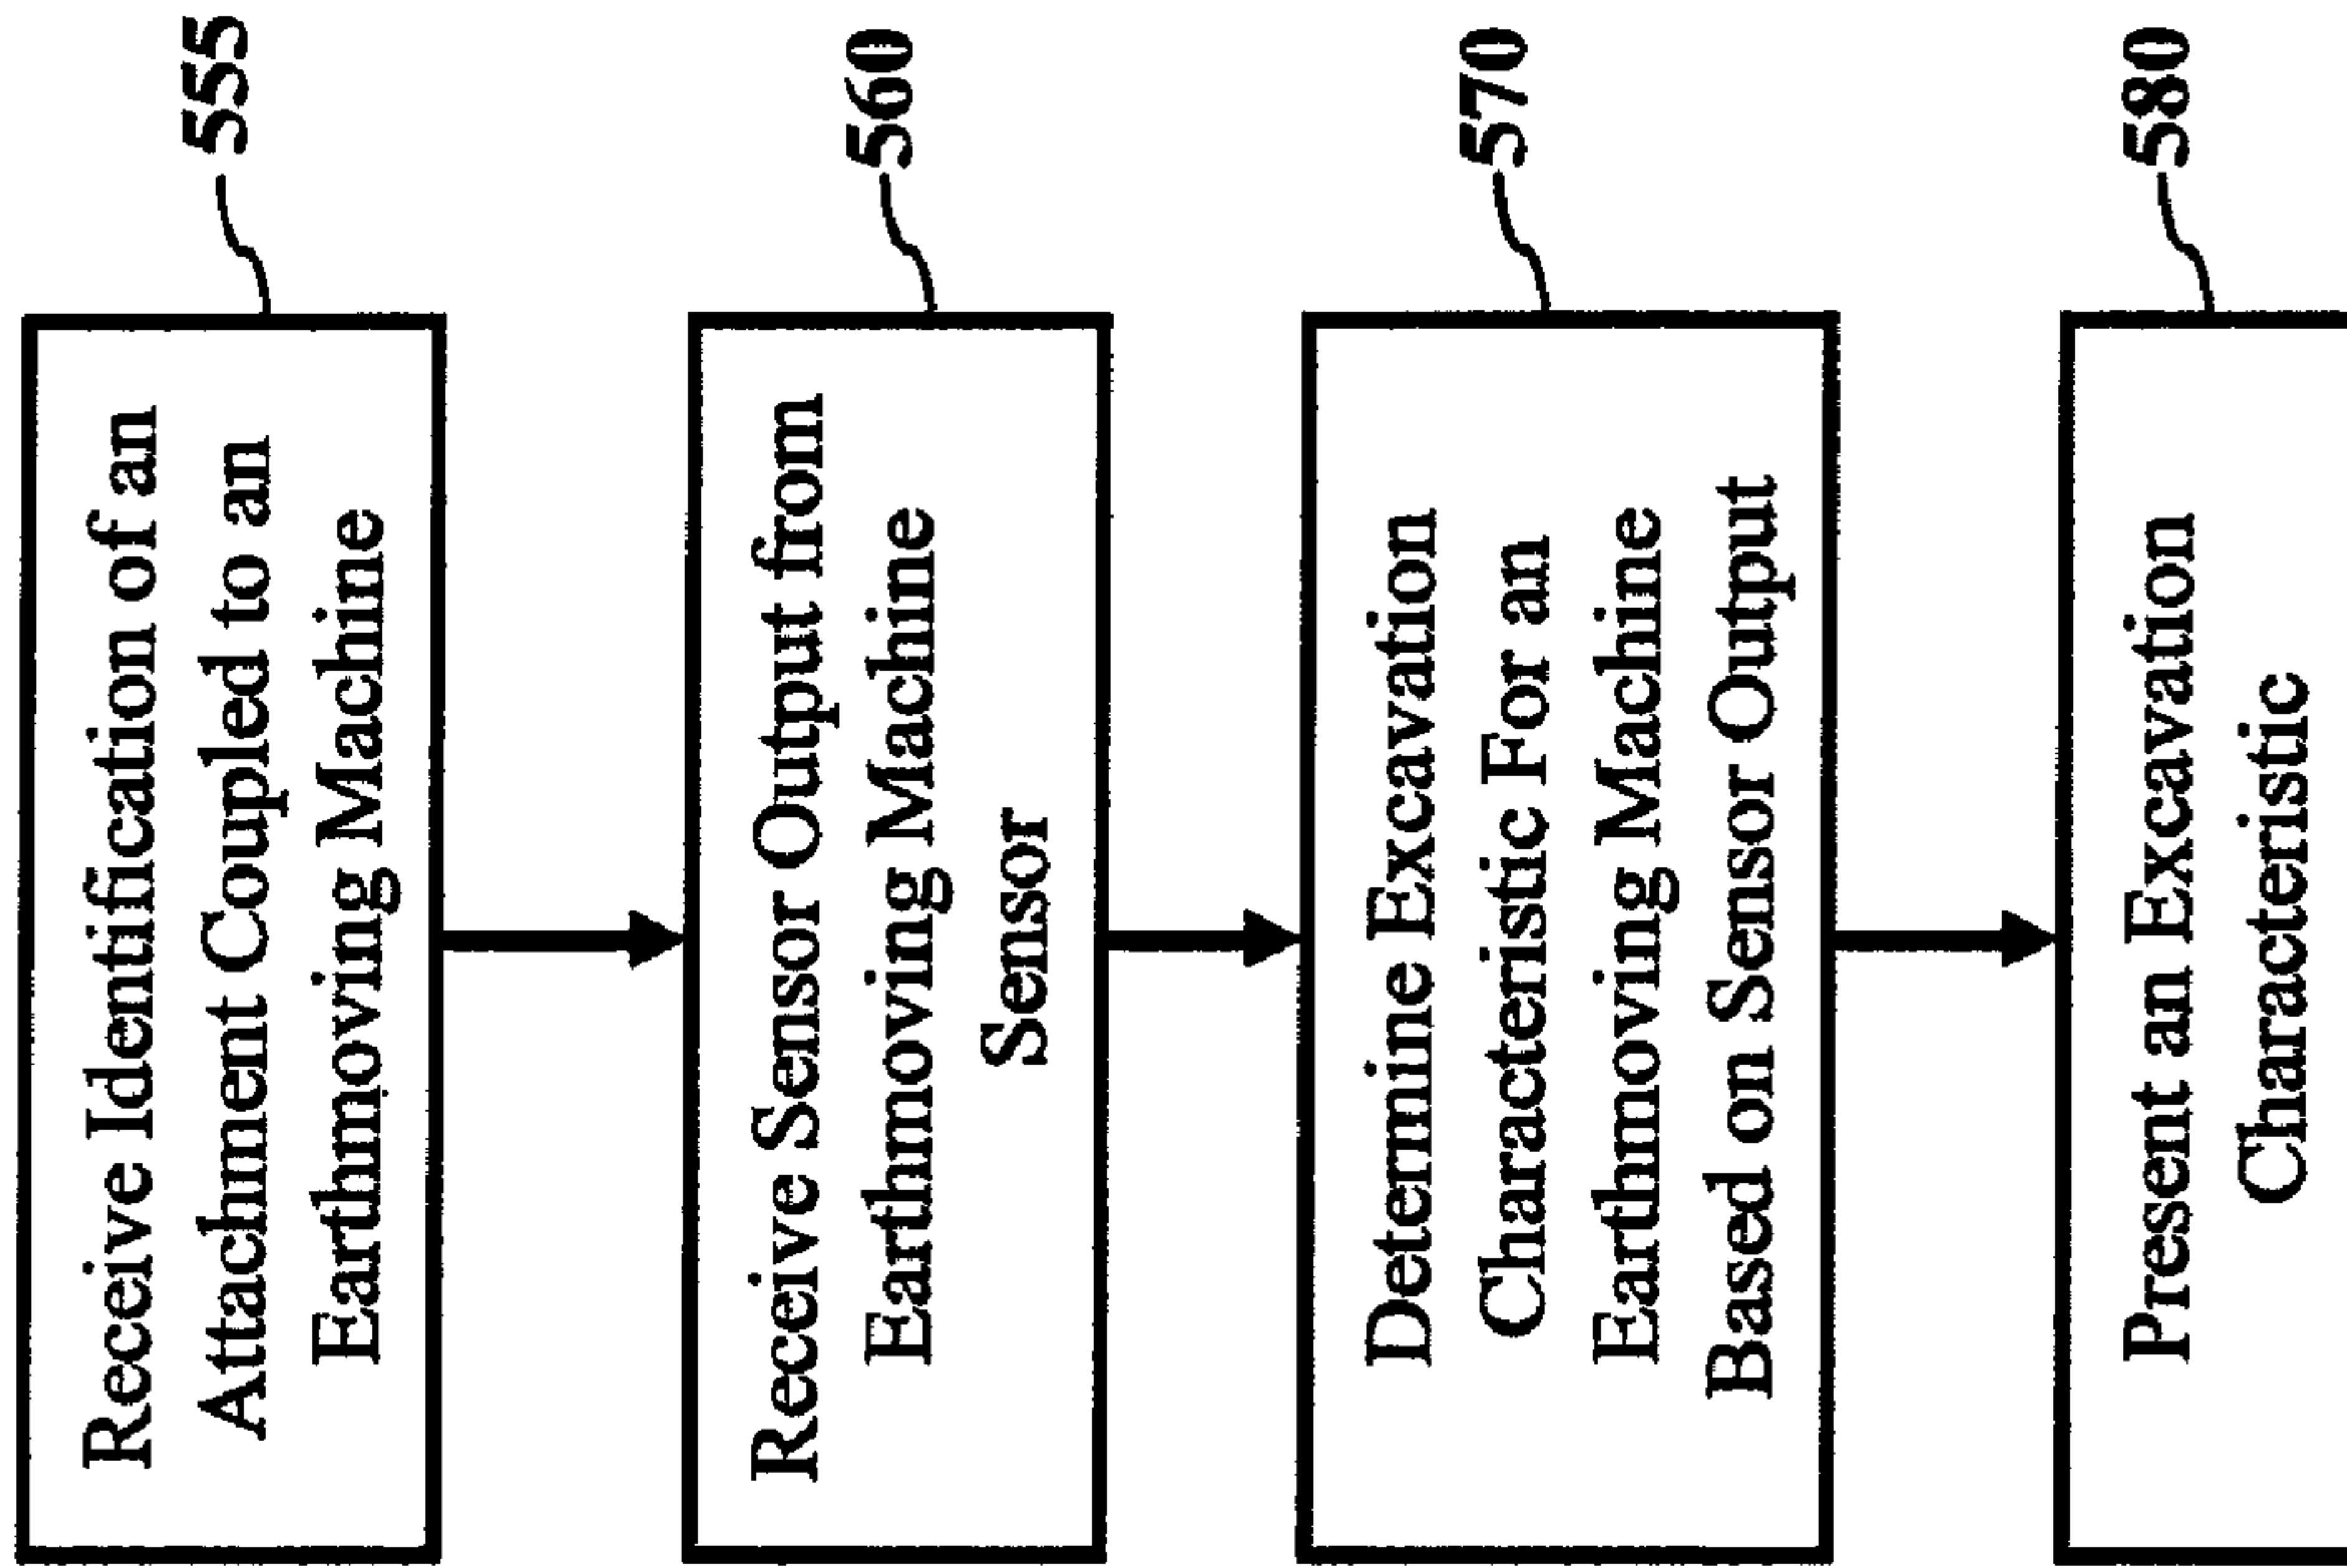 Receive Identification of an
Attachment Coupled to an
Earthmoving Machine
555
Receive Sensor Output from
Earthmoving Machine
Sensor
560
Determine Excavation
Characteristic For an
Earthmoving Machine
Based on Sensor Output
570
Present an Excavation
Characteristic
580